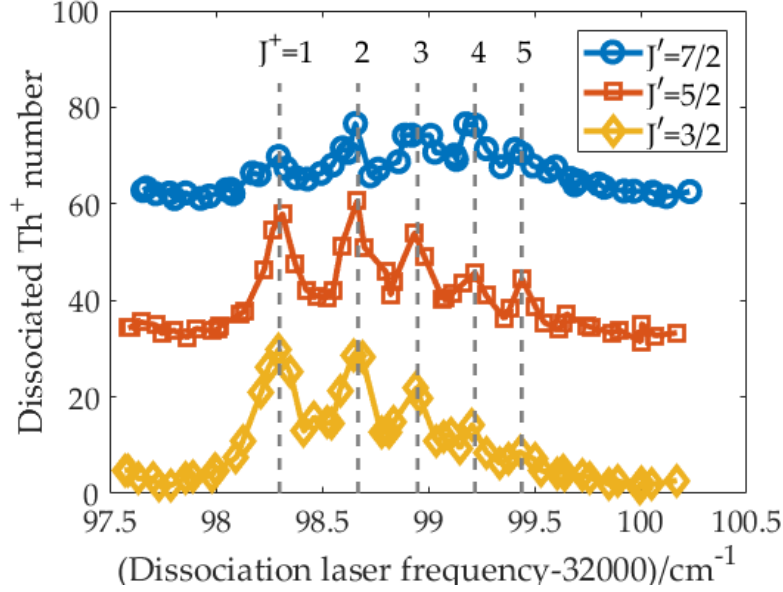 100
80
60
40
20
0
Dissociated Th⁺ number
J⁺=1 2 3 4 5
J′=7/2
J′=5/2
J′=3/2
97.5 98 98.5 99 99.5 100 100.5
(Dissociation laser frequency-32000)/cm⁻¹